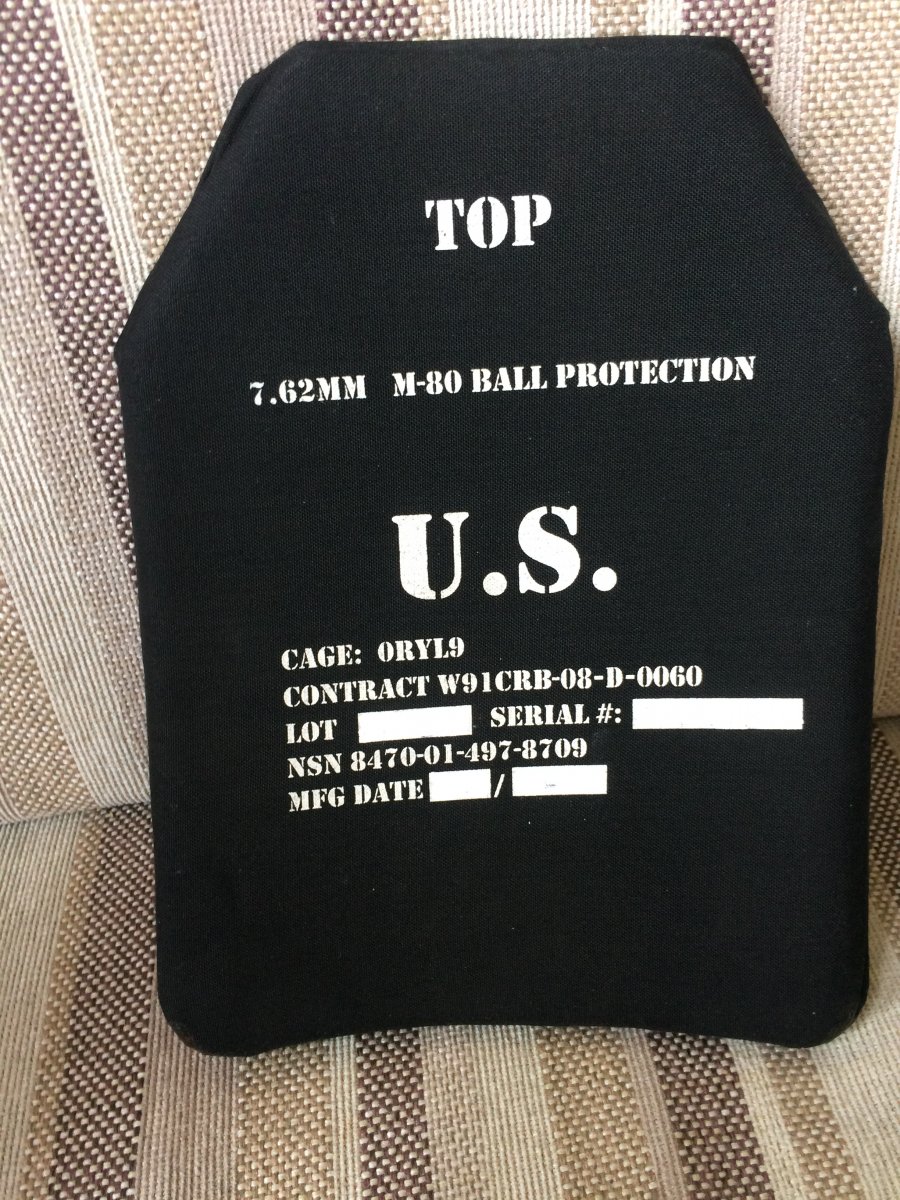 TOP
7.62MM M-80 BALL PROTECTION
U.S.
CAGE: 0RYL9
CONTRACT W91CRB-08-D-0060
LOT SERIAL #:
NSN 8470-01-497-8709
MFG DATE /